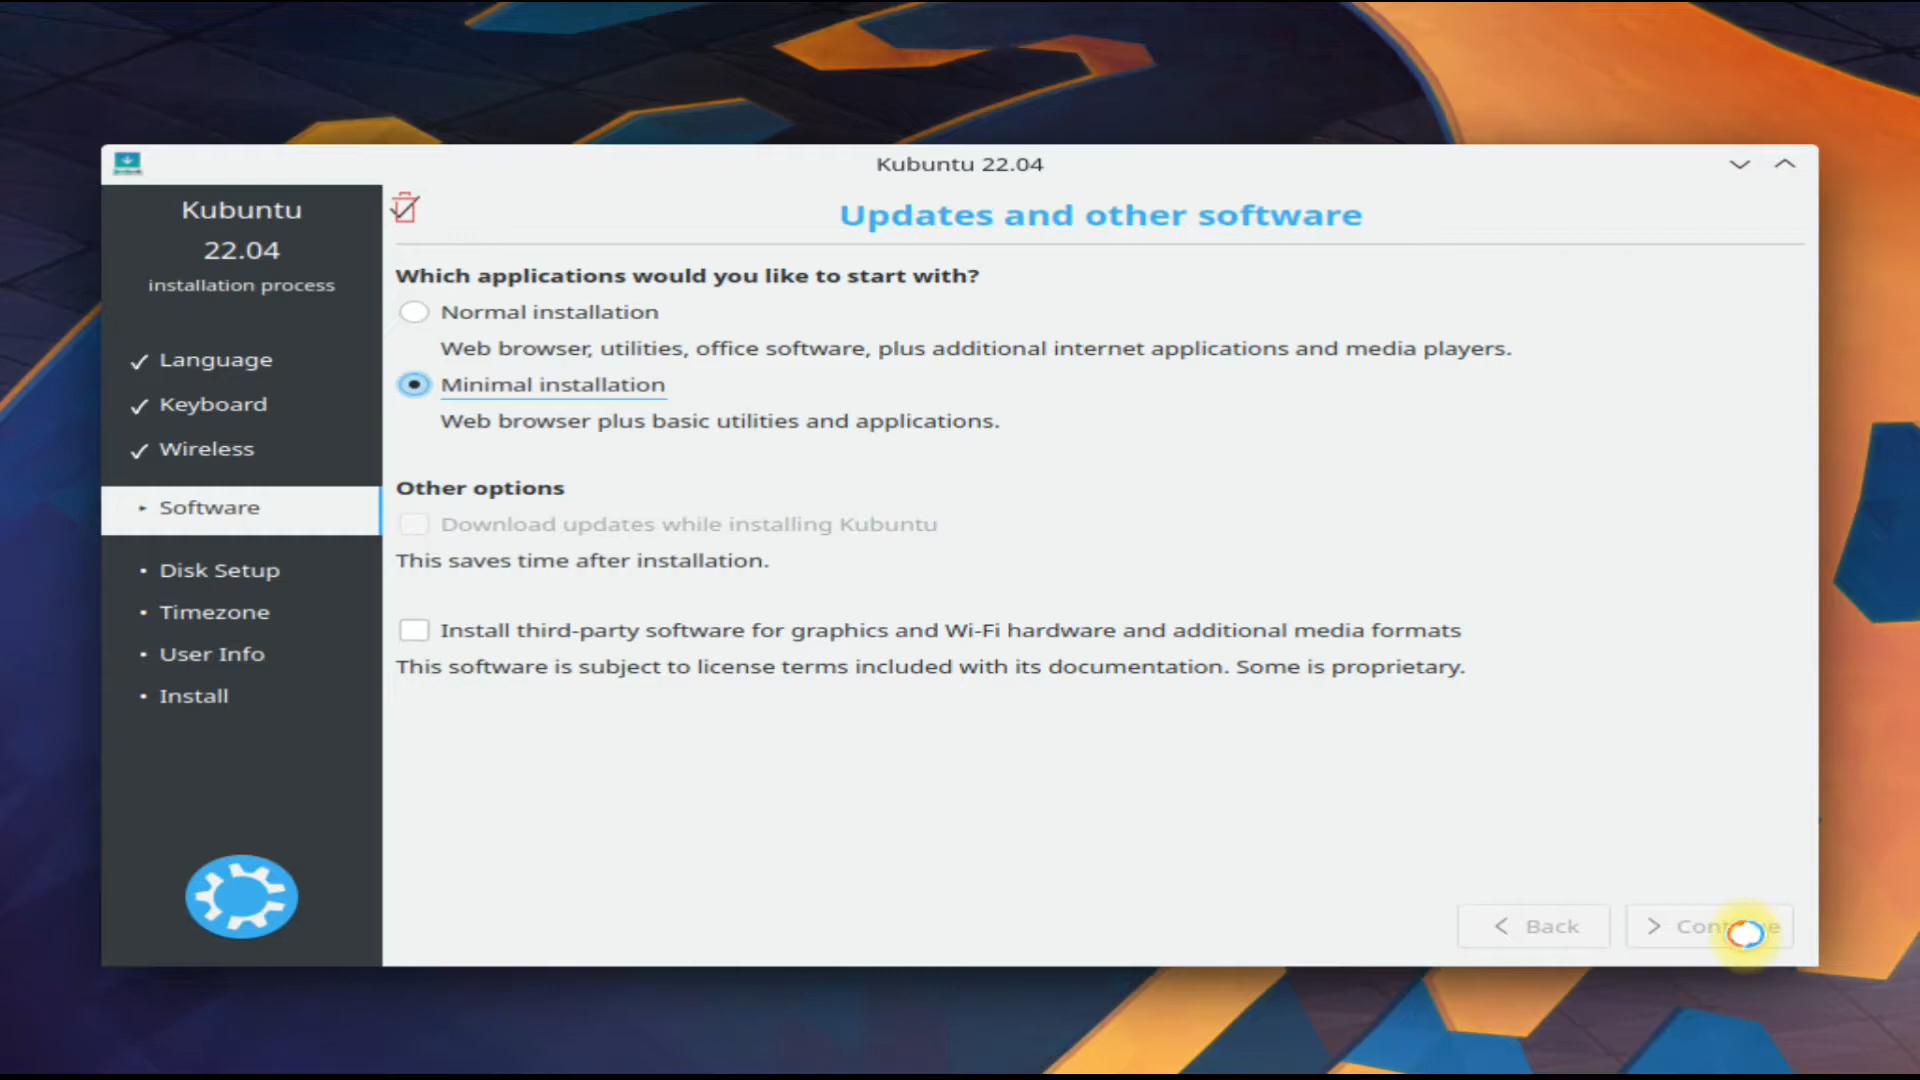 Kubuntu 22.04
Kubuntu
22.04
installation process
Language
Keyboard
Wireless
Software
Disk Setup
Timezone
User Info
Install
Updates and other software
Which applications would you like to start with?
Normal installation
Web browser, utilities, office software, plus additional internet applications and media players.
Minimal installation
Web browser plus basic utilities and applications.
Other options
Download updates while installing Kubuntu
This saves time after installation.
Install third-party software for graphics and Wi-Fi hardware and additional media formats
This software is subject to license terms included with its documentation. Some is proprietary.
Back